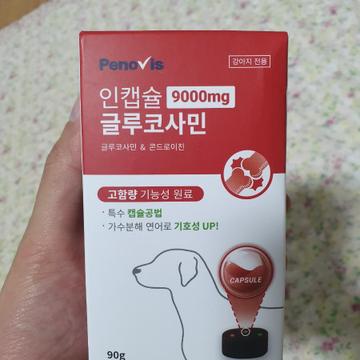 Penovis
강아지 전용
인캡슐 9000mg
글루코사민
글루코사민 & 콘드로이친
고함량 기능성 원료
· 특수 캡슐공법
· 가수분해 연어로 기호성 UP!
CAPSULE
90g